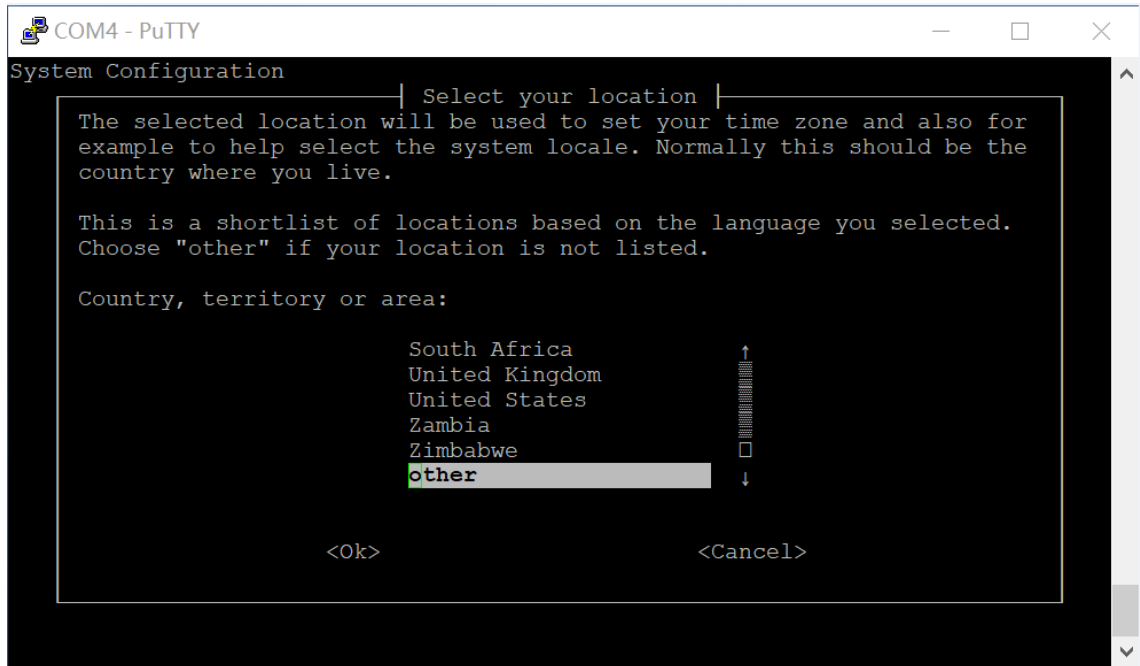 COM4 - PuTTY
System Configuration
Select your location
The selected location will be used to set your time zone and also for
example to help select the system locale. Normally this should be the
country where you live.
This is a shortlist of locations based on the language you selected.
Choose "other" if your location is not listed.
Country, territory or area:
South Africa
United Kingdom
United States
Zambia
Zimbabwe
other
<Ok> <Cancel>